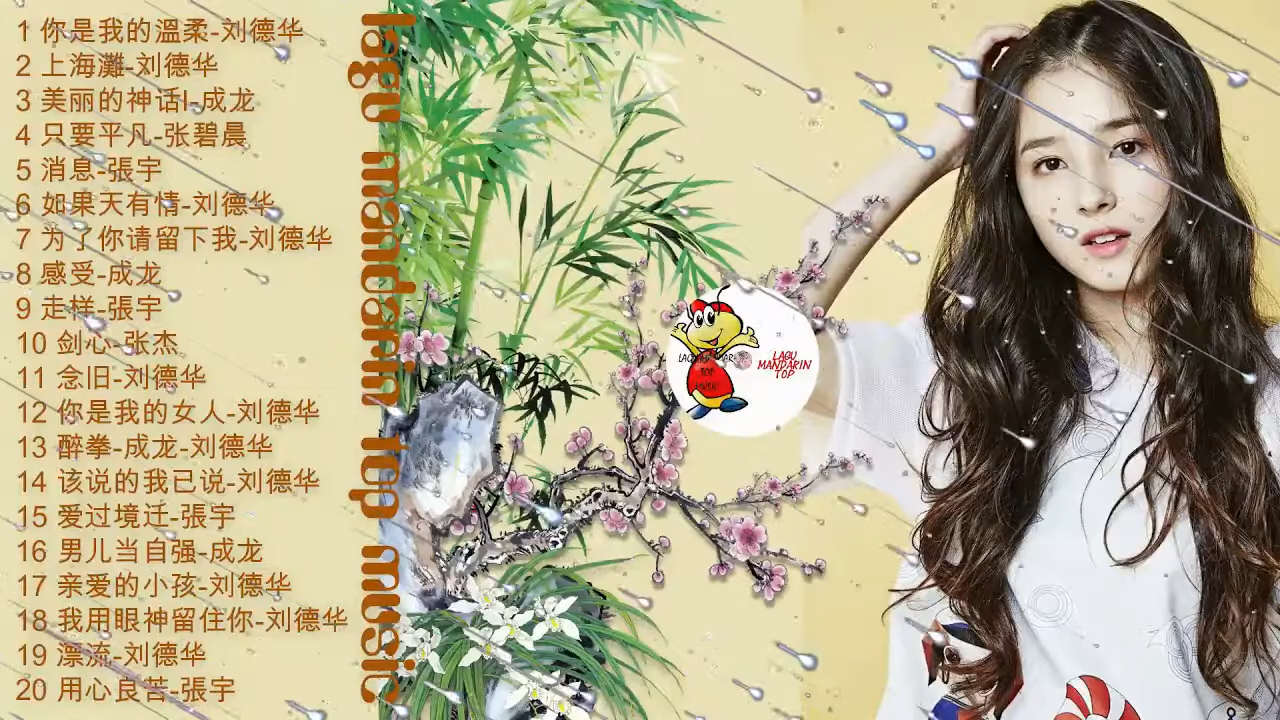 1 你是我的溫柔-刘德华
2 上海灘-刘德华
3 美丽的神话I-成龙
4 只要平凡-张碧晨
5 消息-張宇
6 如果天有情-刘德华
7 为了你请留下我-刘德华
8 感受-成龙
9 走样-張宇
10 剑心-张杰
11 念旧-刘德华
12 你是我的女人-刘德华
13 醉拳-成龙-刘德华
14 该说的我已说-刘德华
15 爱过境迁-張宇
16 男儿当自强-成龙
17 亲爱的小孩-刘德华
18 我用眼神留住你-刘德华
19 漂流-刘德华
20 用心良苦-張宇
lagu mandarin top music
TOP
MUSIC
LAGU
MANDARIN
TOP